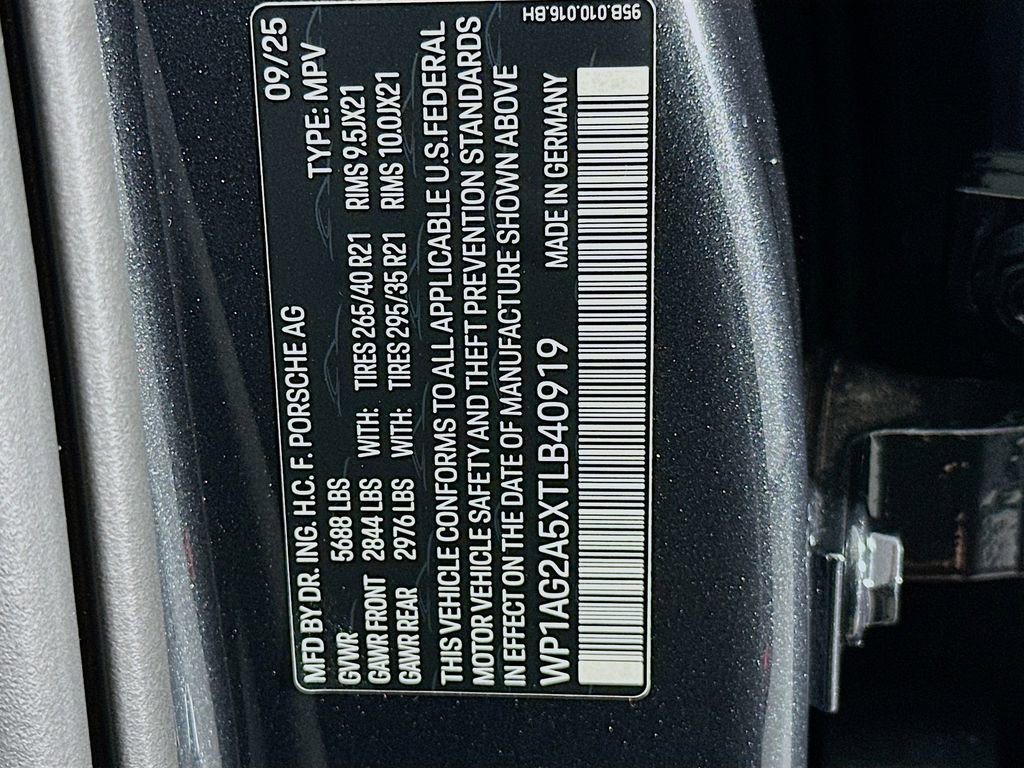 95B.010.016.BH
MFD BY DR. ING. H.C. F. PORSCHE AG 09/25
GVWR 5688 LBS TYPE: MPV
GAWR FRONT 2844 LBS WITH: TIRES 265/40 R21 RIMS 9.5JX21
GAWR REAR 2976 LBS WITH: TIRES 295/35 R21 RIMS 10.0JX21
THIS VEHICLE CONFORMS TO ALL APPLICABLE U.S.FEDERAL
MOTOR VEHICLE SAFETY AND THEFT PREVENTION STANDARDS
IN EFFECT ON THE DATE OF MANUFACTURE SHOWN ABOVE
WP1AG2A5XTLB40919 MADE IN GERMANY